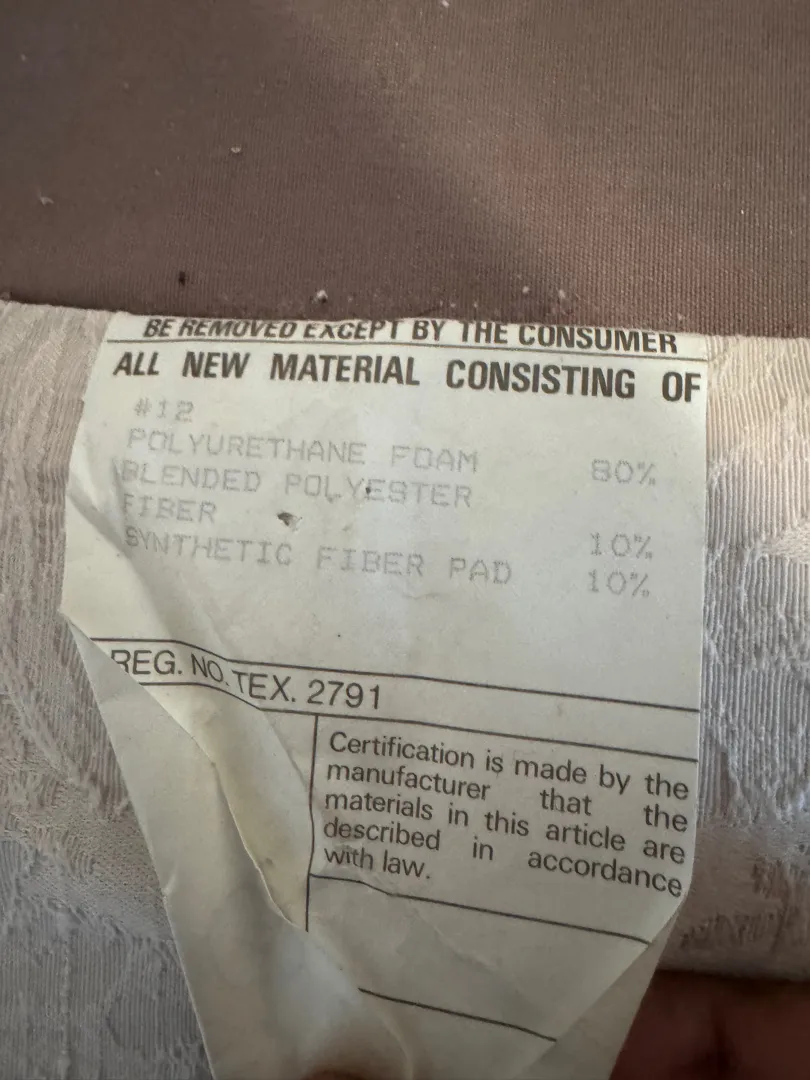 BE REMOVED EXCEPT BY THE CONSUMER
ALL NEW MATERIAL CONSISTING OF
#12
POLYURETHANE FOAM 80%
BLENDED POLYESTER
FIBER 10%
SYNTHETIC FIBER PAD 10%
REG. NO. TEX. 2791
Certification is made by the
manufacturer that the
materials in this article are
described in accordance
with law.